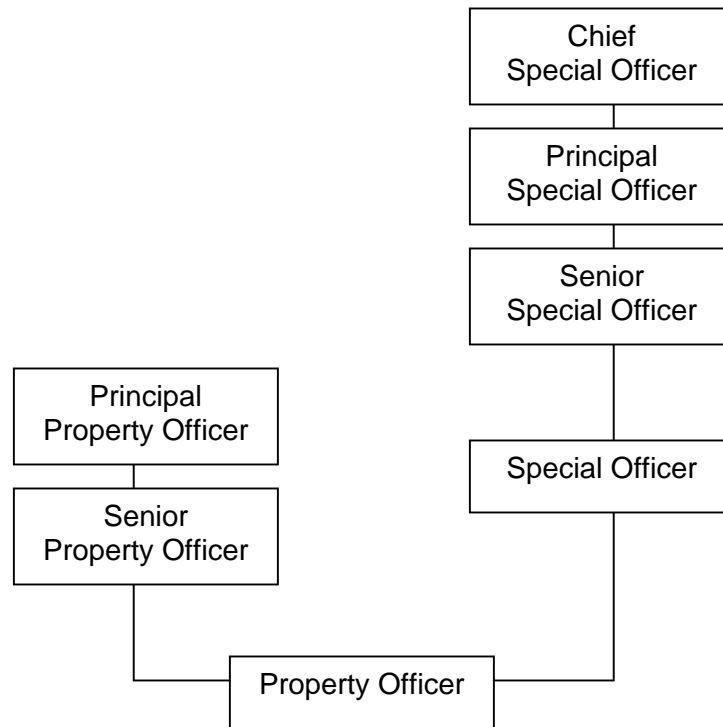 Chief
Special Officer
Principal
Special Officer
Senior
Special Officer
Principal
Property Officer
Special Officer
Senior
Property Officer
Property Officer